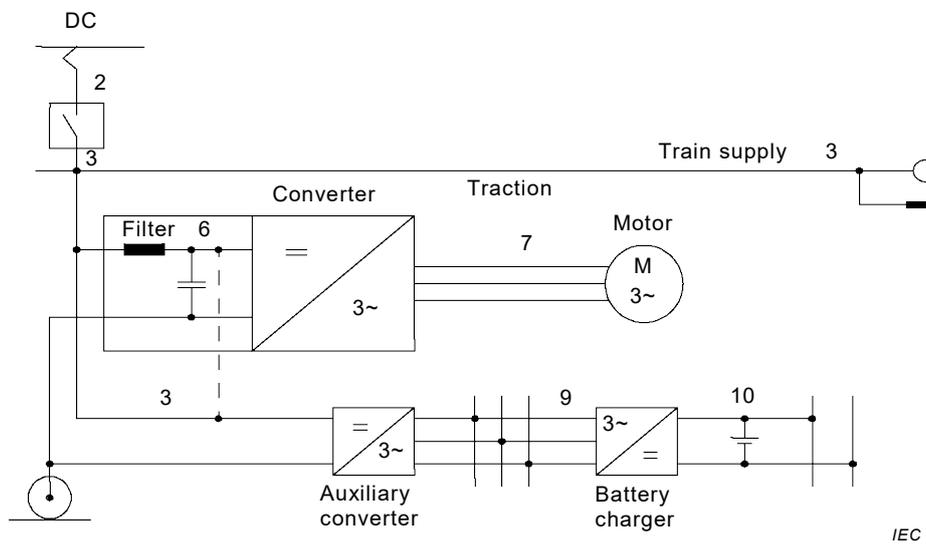 DC
2
3
Train supply 3
Converter
Traction
Filter 6
Motor
7
M
3~
=
3~
3
9
10
=
3~
3~
=
Auxiliary
converter
Battery
charger
IEC